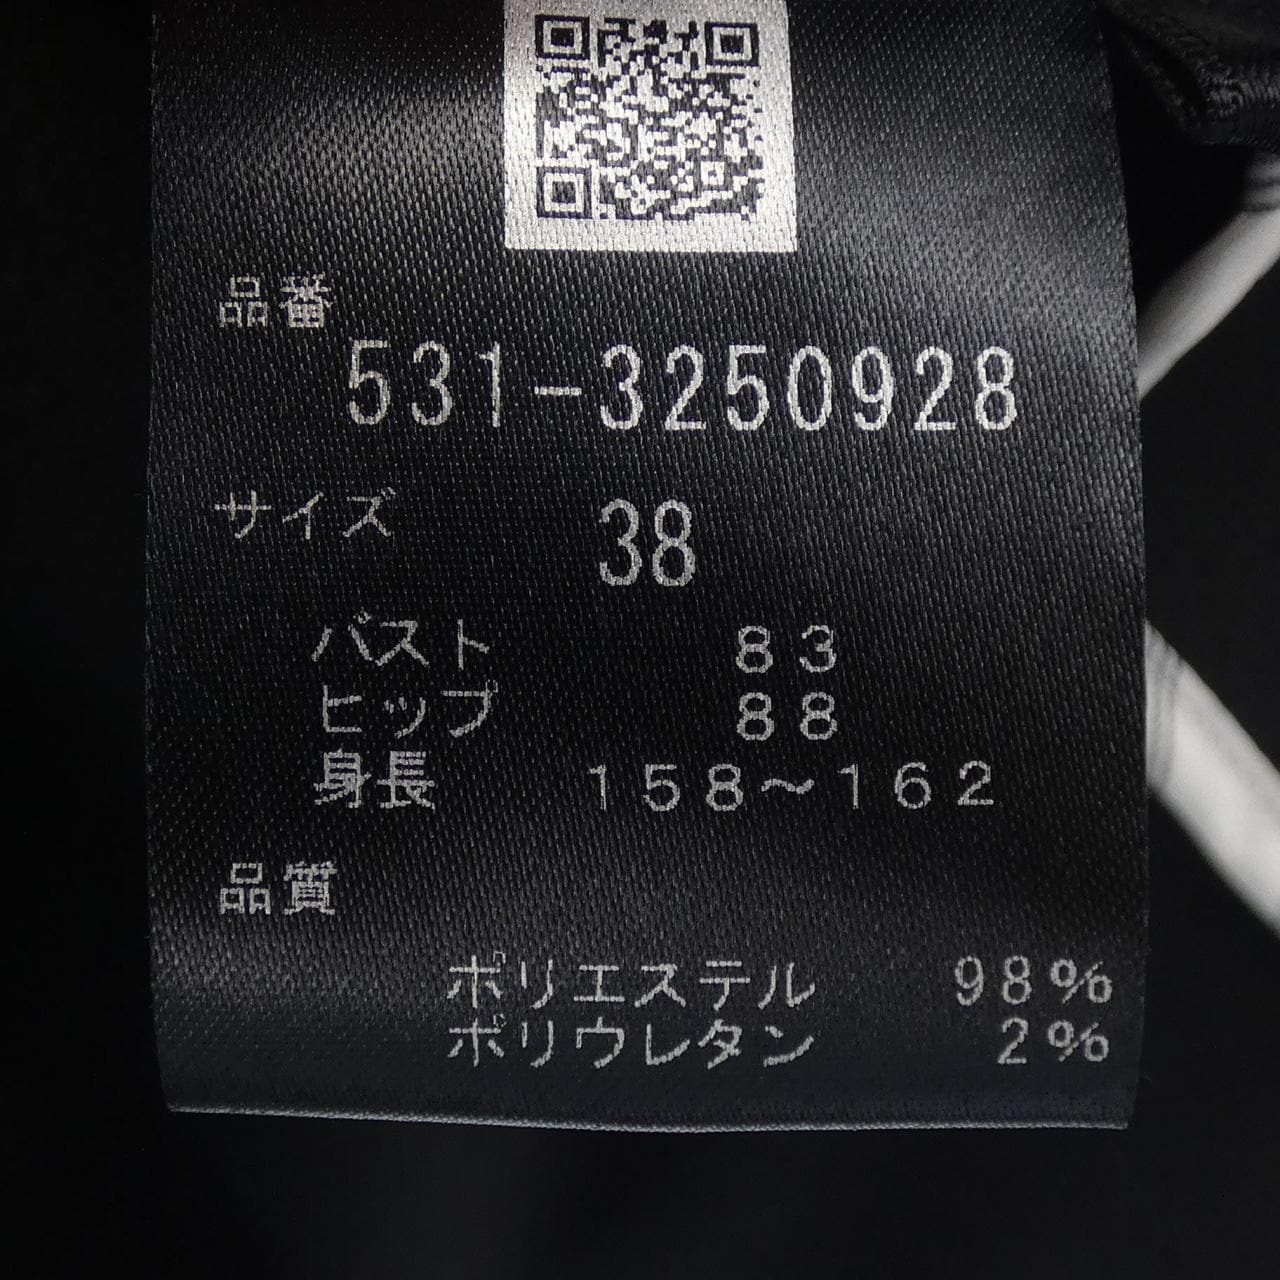 品番
531-3250928
サイズ 38
バスト 83
ヒップ 88
身長 158～162
品質
ポリエステル 98%
ポリウレタン 2%